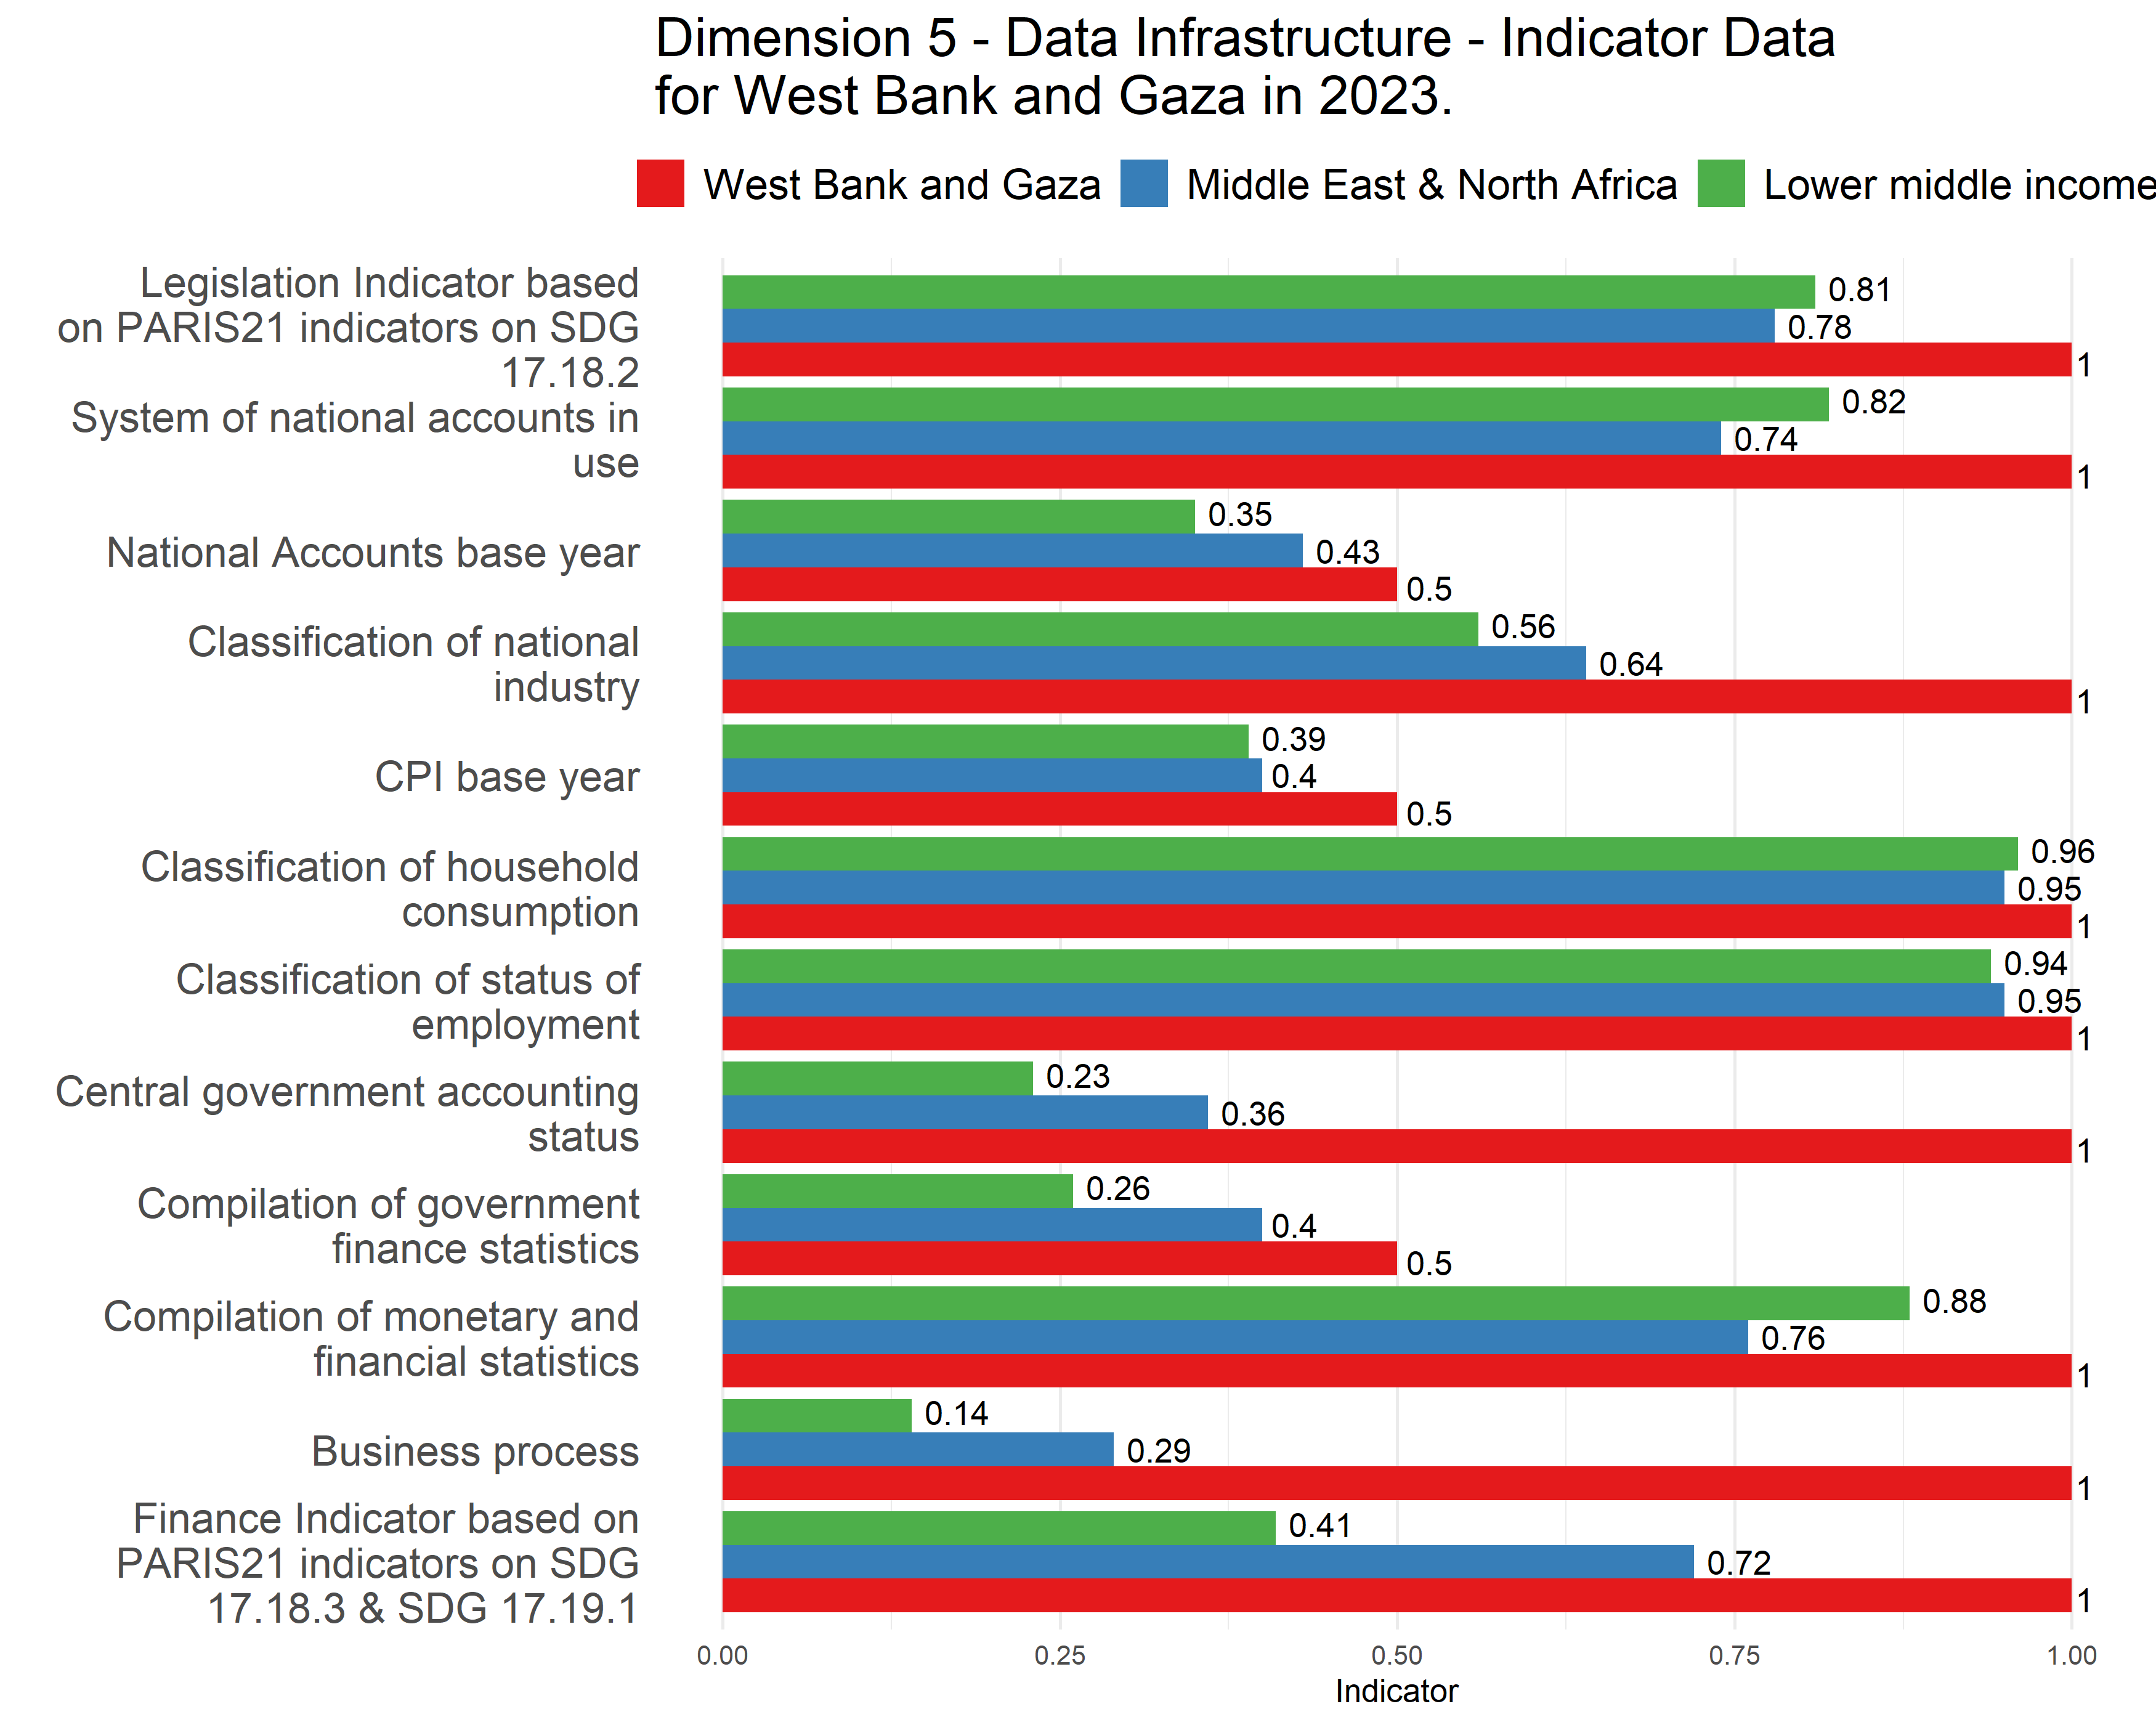 Dimension 5 - Data Infrastructure - Indicator Data
for West Bank and Gaza in 2023.
West Bank and Gaza Middle East & North Africa Lower middle income
Legislation Indicator based
on PARIS21 indicators on SDG
17.18.2
0.81
0.78
1
System of national accounts in
use
0.82
0.74
1
National Accounts base year
0.35
0.43
0.5
Classification of national
industry
0.56
0.64
1
CPI base year
0.39
0.4
0.5
Classification of household
consumption
0.96
0.95
1
Classification of status of
employment
0.94
0.95
1
Central government accounting
status
0.23
0.36
1
Compilation of government
finance statistics
0.26
0.4
0.5
Compilation of monetary and
financial statistics
0.88
0.76
1
Business process
0.14
0.29
1
Finance Indicator based on
PARIS21 indicators on SDG
17.18.3 & SDG 17.19.1
0.41
0.72
1
0.00 0.25 0.50 0.75 1.00
Indicator